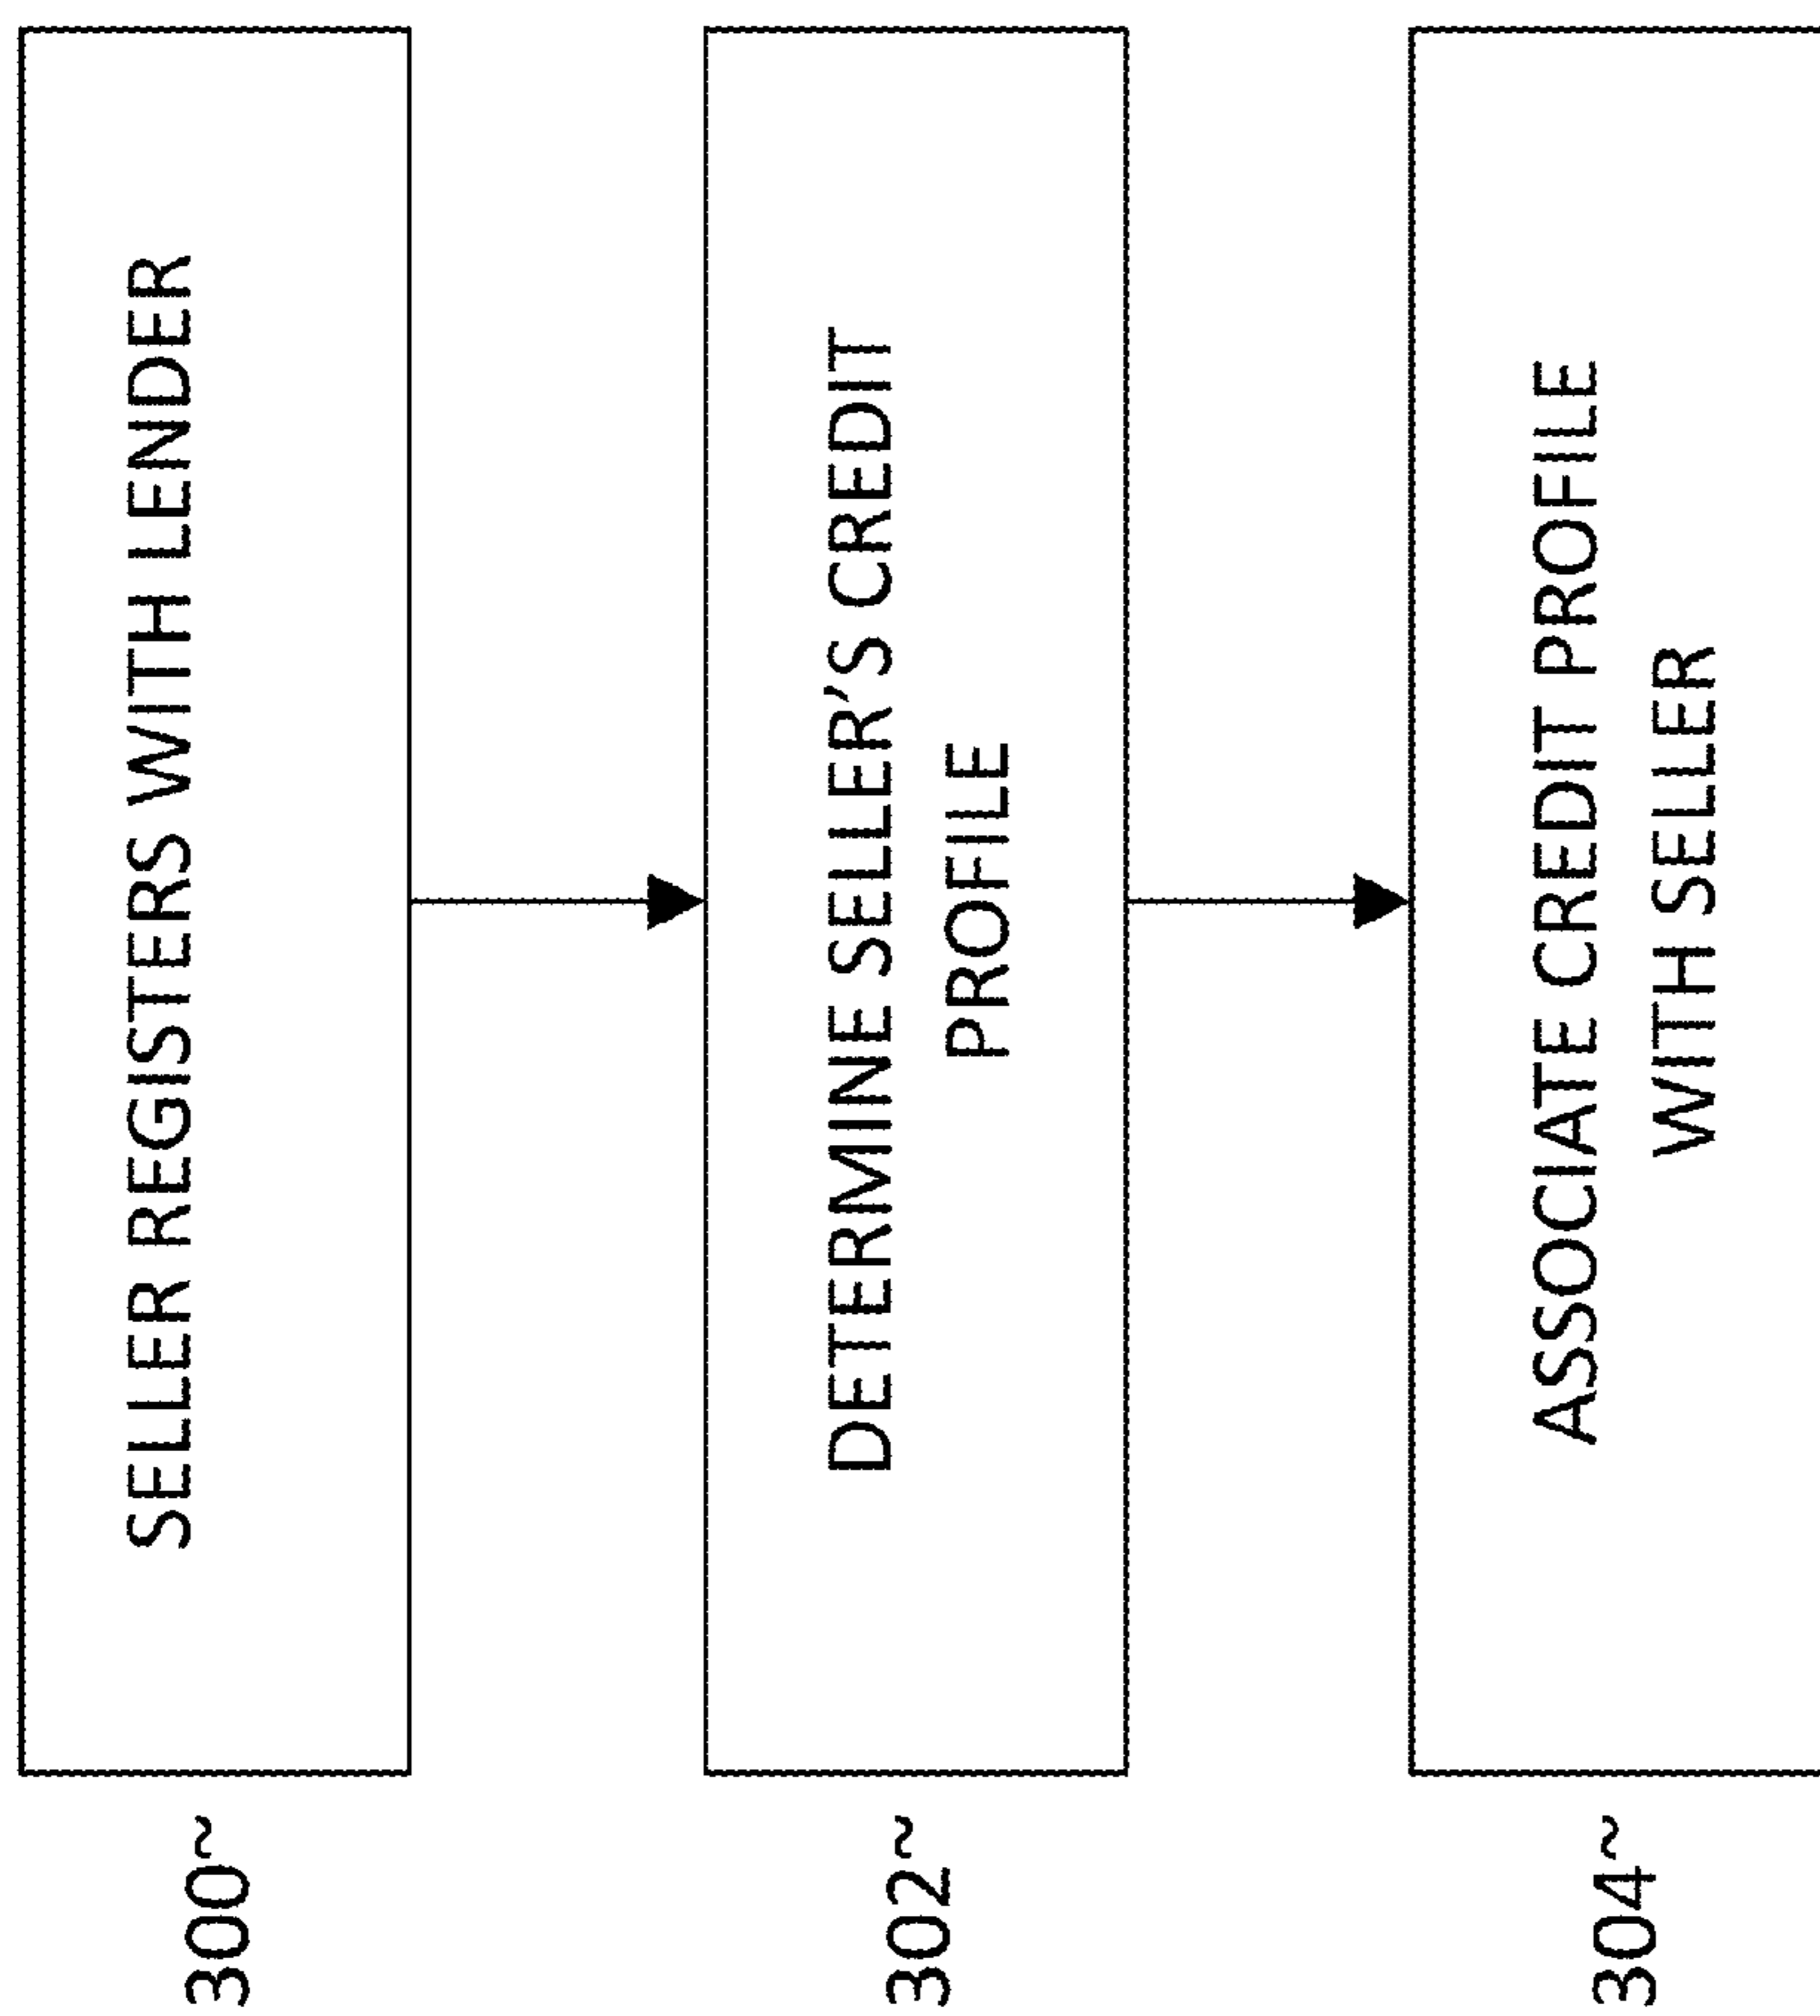 300~
SELLER REGISTERS WITH LENDER
302~
DETERMINE SELLER'S CREDIT
PROFILE
304~
ASSOCIATE CREDIT PROFILE
WITH SELLER